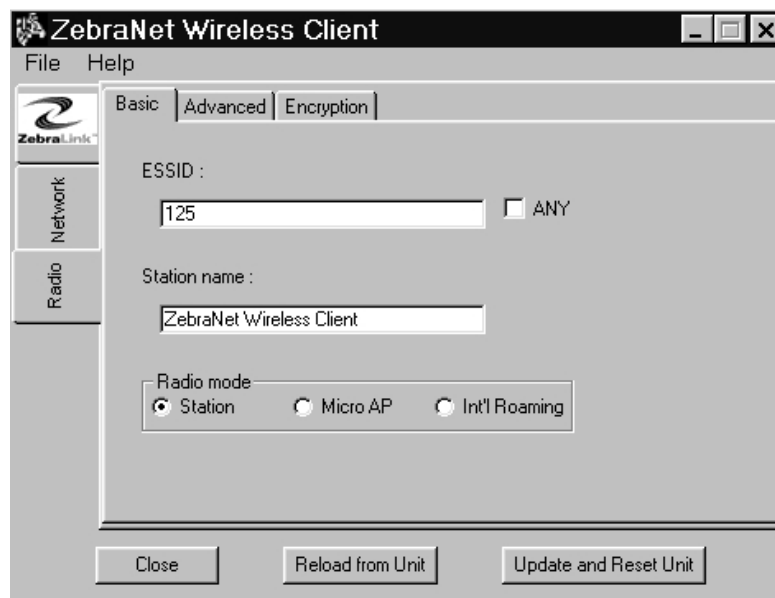 ZebraNet Wireless Client
File Help
ZebraLink™
Network
Radio
Basic Advanced Encryption
ESSID :
125 ANY
Station name :
ZebraNet Wireless Client
Radio mode
Station Micro AP Int'l Roaming
Close Reload from Unit Update and Reset Unit